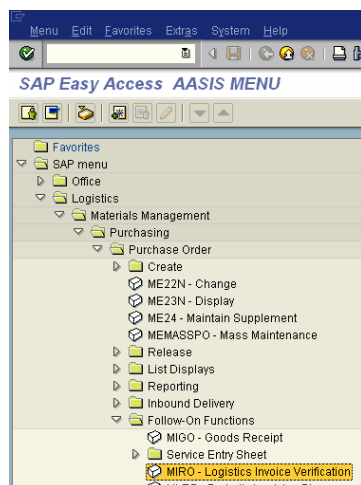 Menu Edit Favorites Extras System Help
SAP Easy Access AASIS MENU
Favorites
SAP menu
Office
Logistics
Materials Management
Purchasing
Purchase Order
Create
ME22N - Change
ME23N - Display
ME24 - Maintain Supplement
MEMASSPO - Mass Maintenance
Release
List Displays
Reporting
Inbound Delivery
Follow-On Functions
MIGO - Goods Receipt
Service Entry Sheet
MIRO - Logistics Invoice Verification